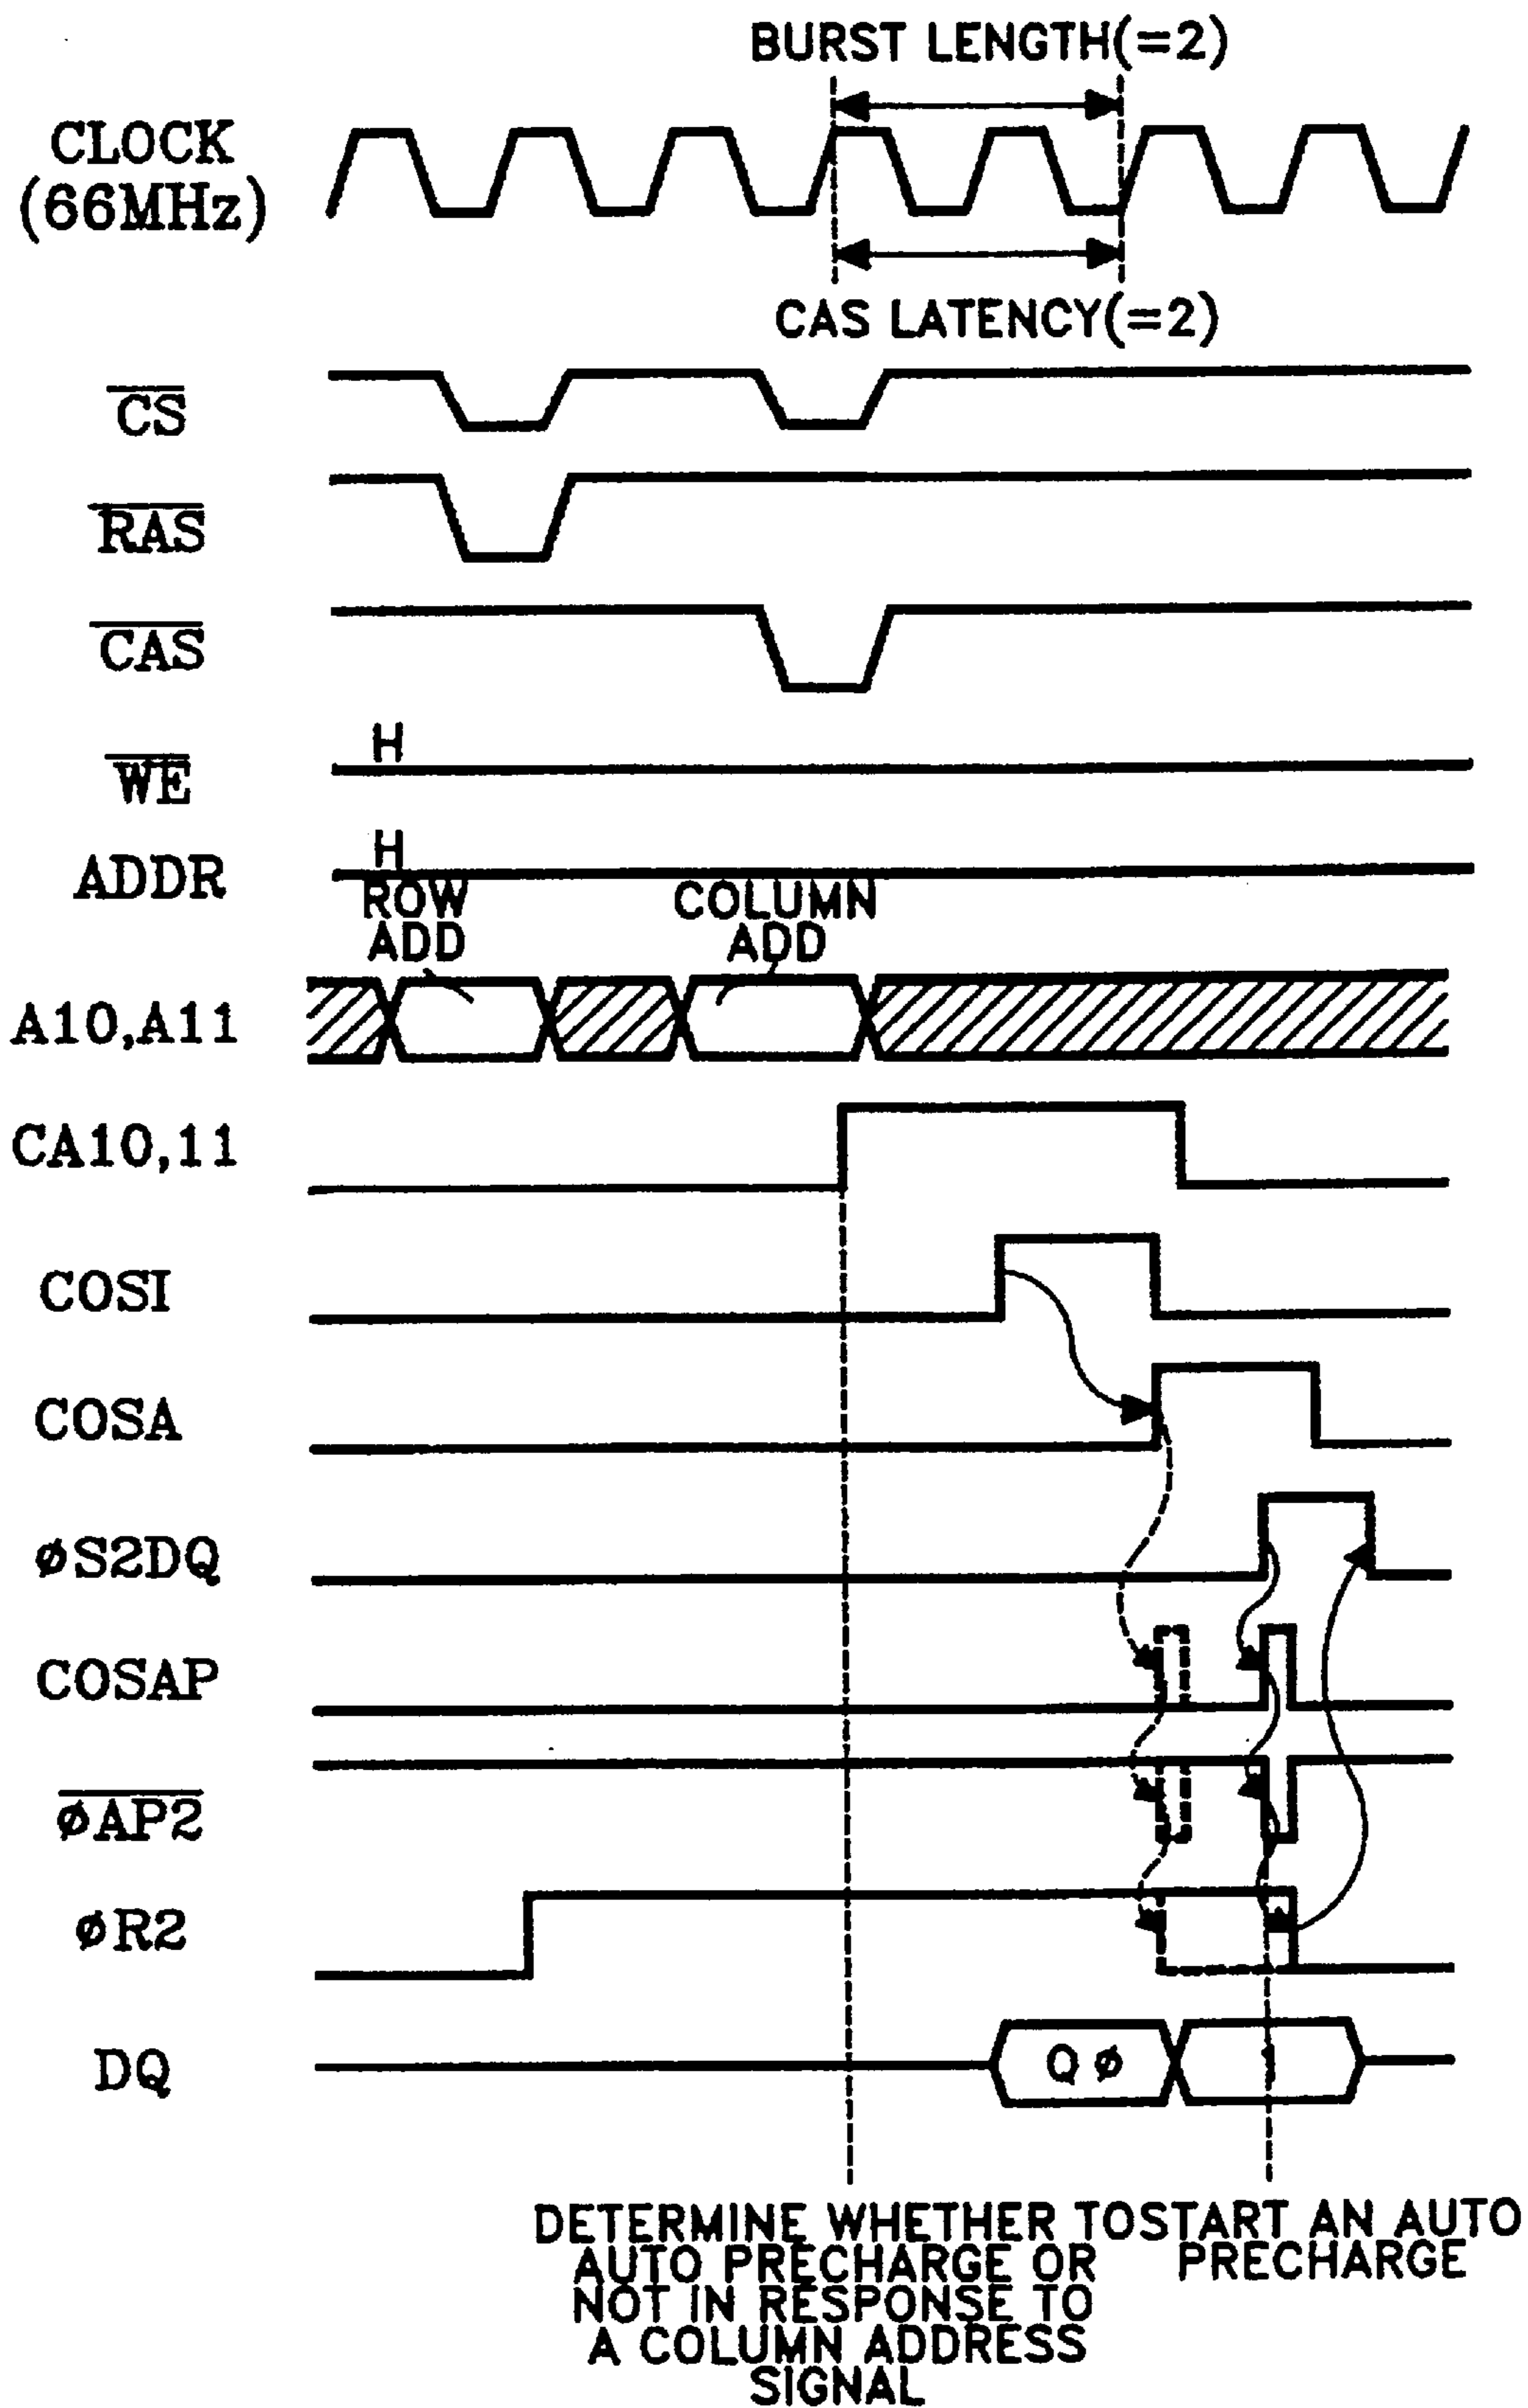 BURST LENGTH(=2)
CLOCK
(66MHz)
CAS LATENCY(=2)
CS
RAS
CAS
H
WE
H
ADDR
ROW
ADD
COLUMN
ADD
A10,A11
CA10,11
COSI
COSA
øS2DQ
COSAP
øAP2
øR2
DQ
Q ø
DETERMINE WHETHER TO
AUTO PRECHARGE OR
NOT IN RESPONSE TO
A COLUMN ADDRESS
SIGNAL
START AN AUTO
PRECHARGE